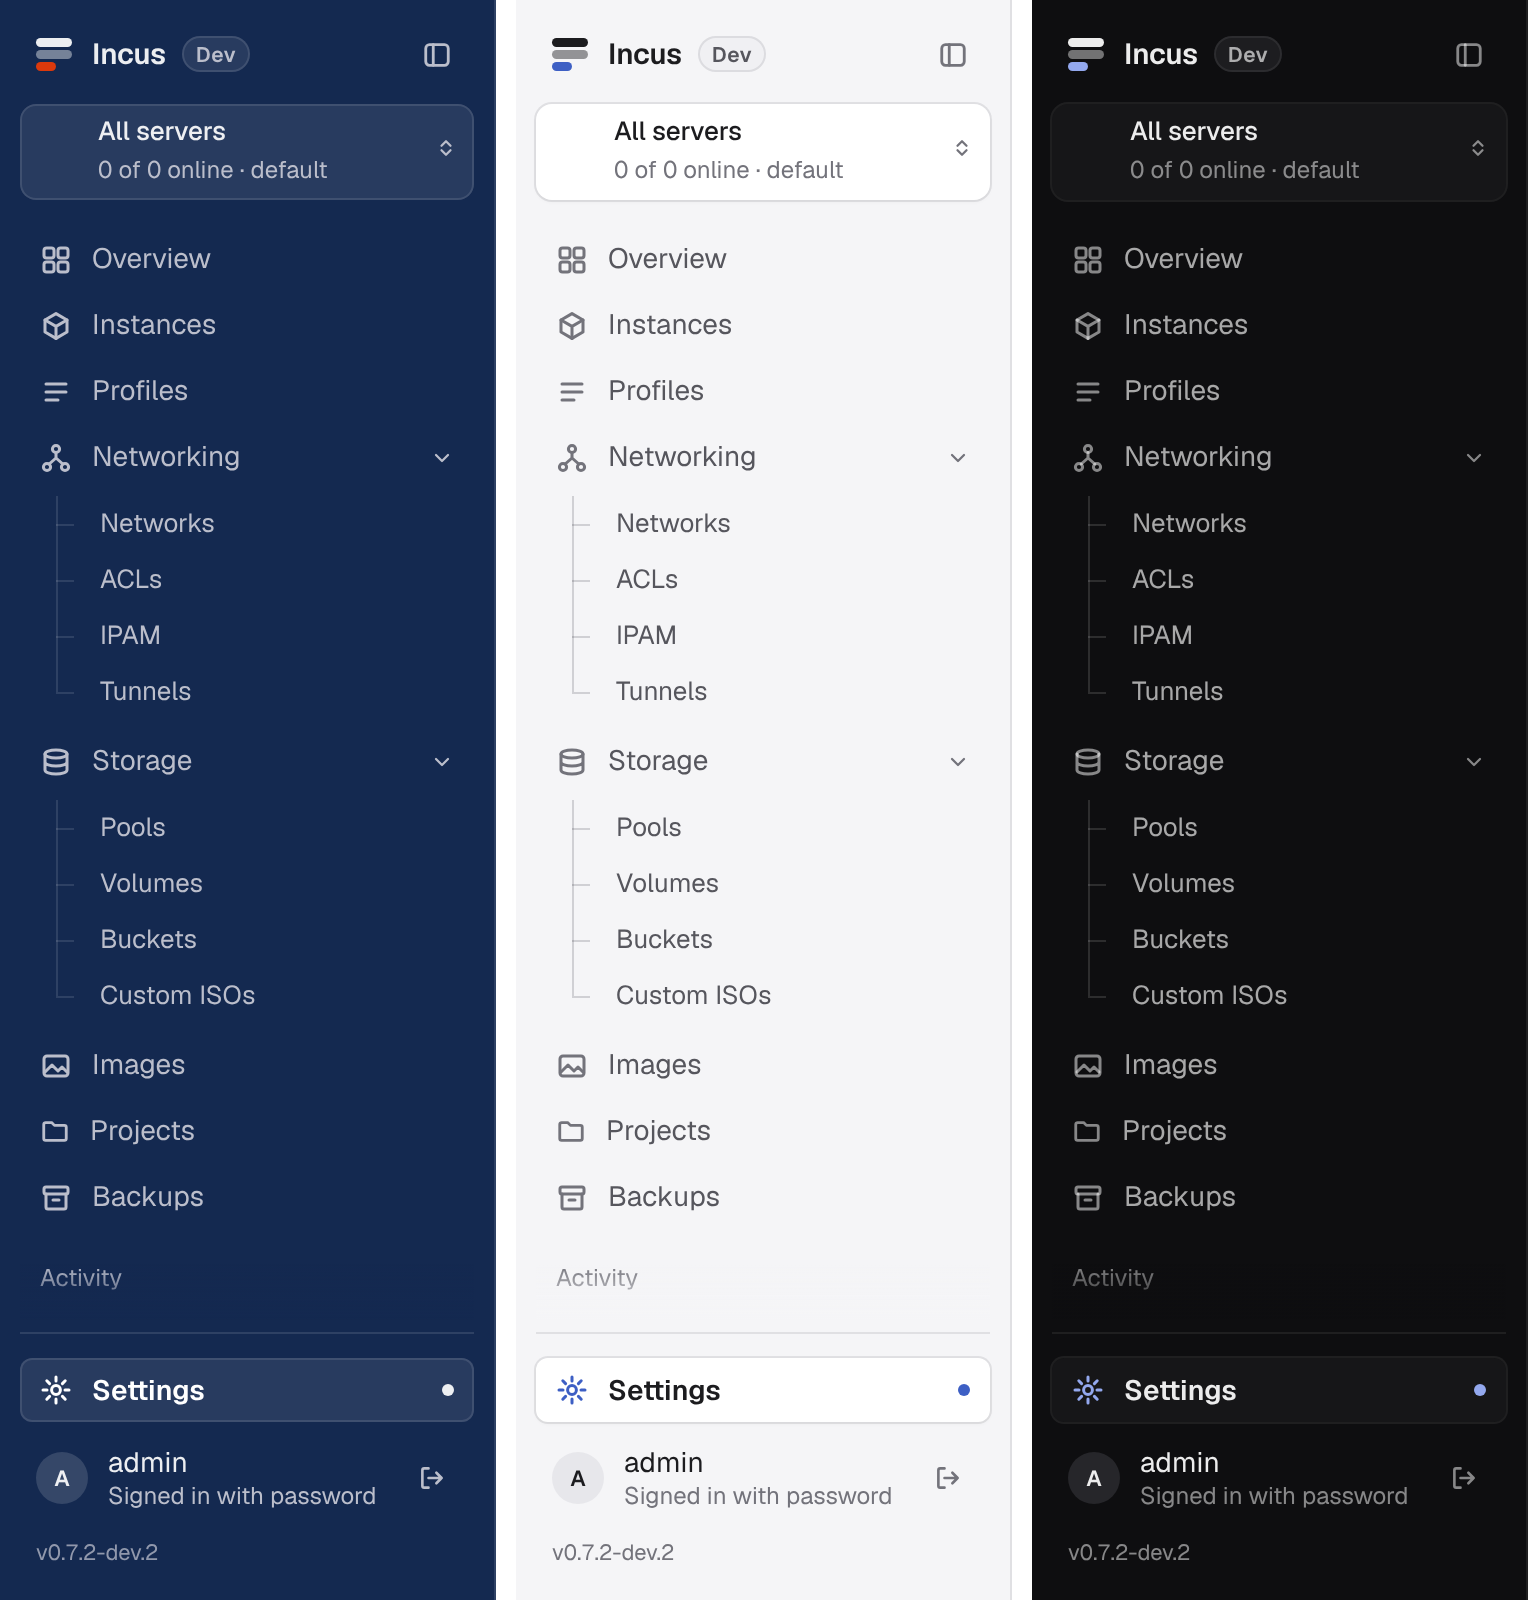 Incus Dev
All servers
0 of 0 online · default
Overview
Instances
Profiles
Networking
Networks
ACLs
IPAM
Tunnels
Storage
Pools
Volumes
Buckets
Custom ISOs
Images
Projects
Backups
Activity
Settings
A
admin
Signed in with password
v0.7.2-dev.2
Incus Dev
All servers
0 of 0 online · default
Overview
Instances
Profiles
Networking
Networks
ACLs
IPAM
Tunnels
Storage
Pools
Volumes
Buckets
Custom ISOs
Images
Projects
Backups
Activity
Settings
A
admin
Signed in with password
v0.7.2-dev.2
Incus Dev
All servers
0 of 0 online · default
Overview
Instances
Profiles
Networking
Networks
ACLs
IPAM
Tunnels
Storage
Pools
Volumes
Buckets
Custom ISOs
Images
Projects
Backups
Activity
Settings
A
admin
Signed in with password
v0.7.2-dev.2